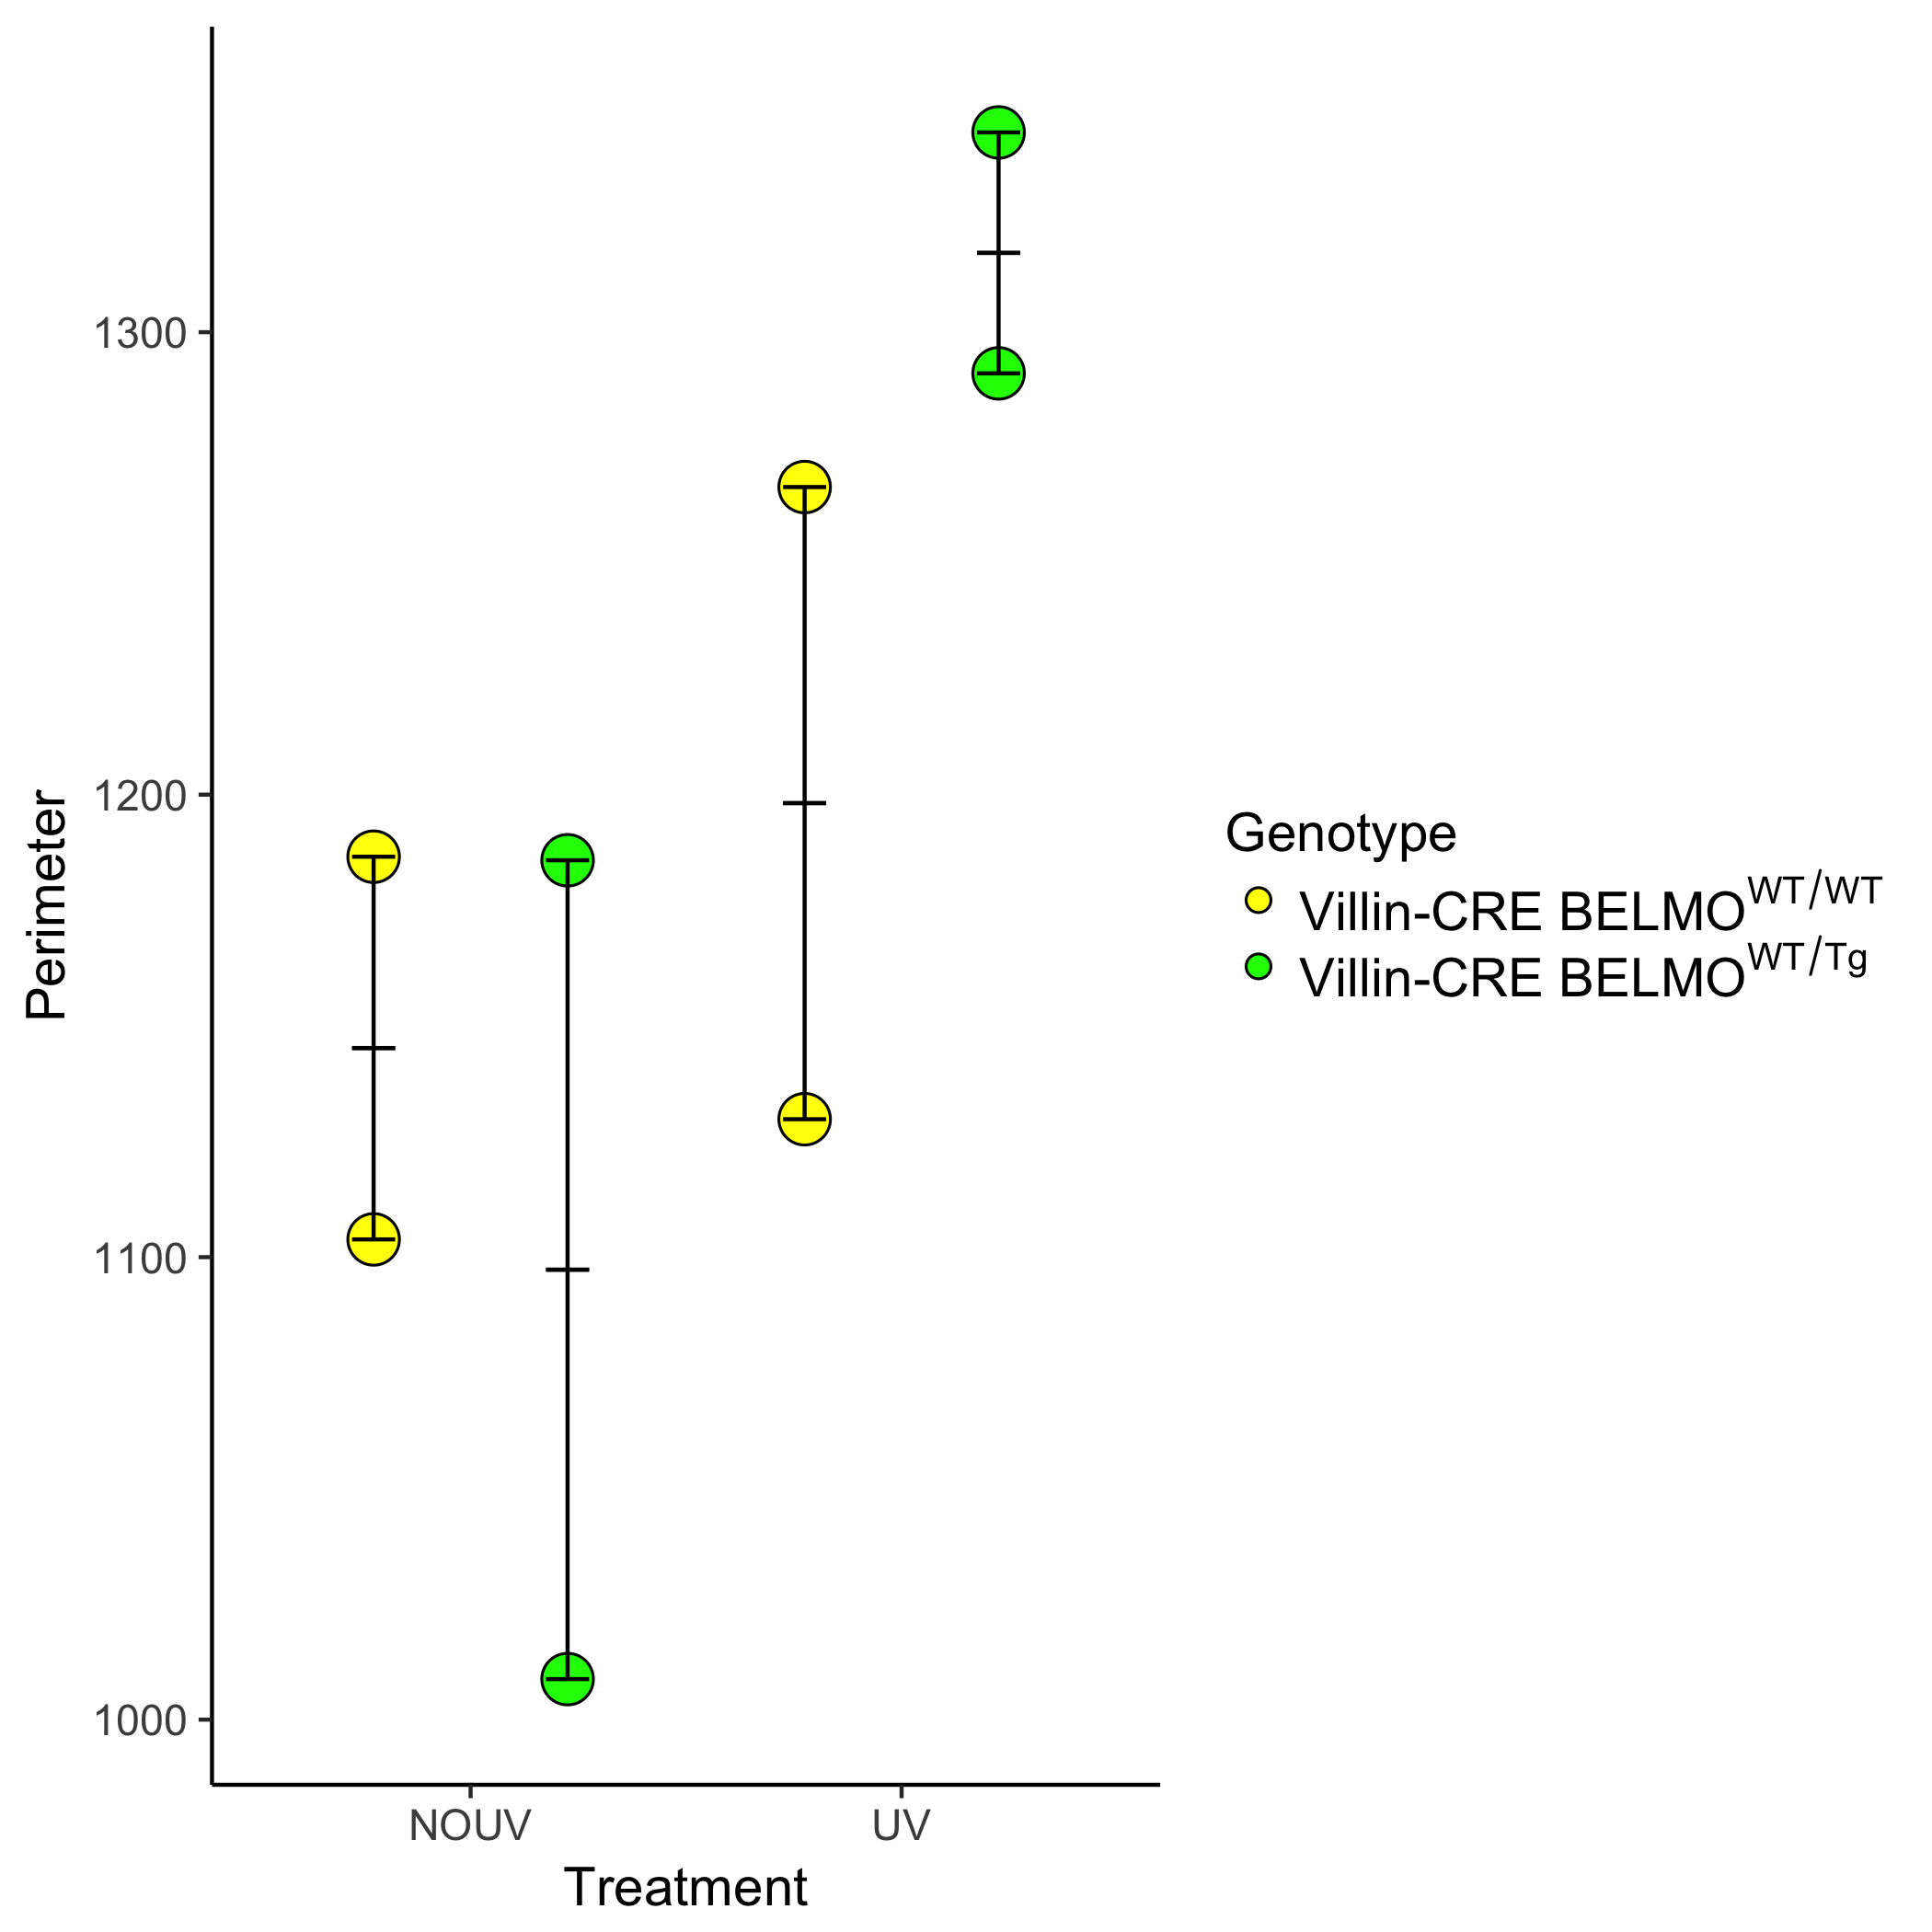 Perimeter
1300
1200
1100
1000
NOUV UV
Treatment
Genotype
Villin-CRE BELMO^WT/WT
Villin-CRE BELMO^WT/Tg